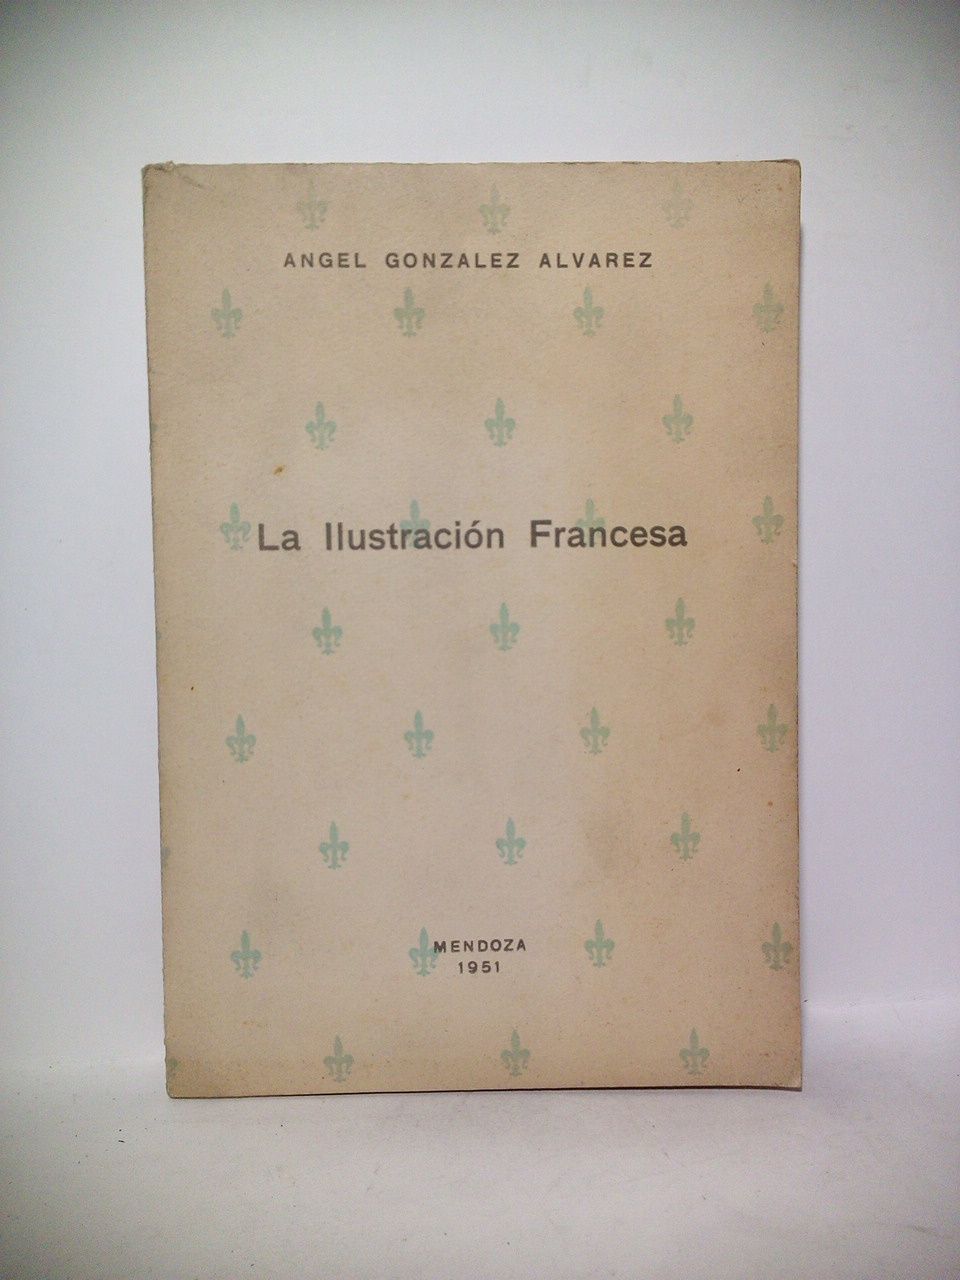 ANGEL GONZALEZ ALVAREZ
La Ilustración Francesa
MENDOZA
1951